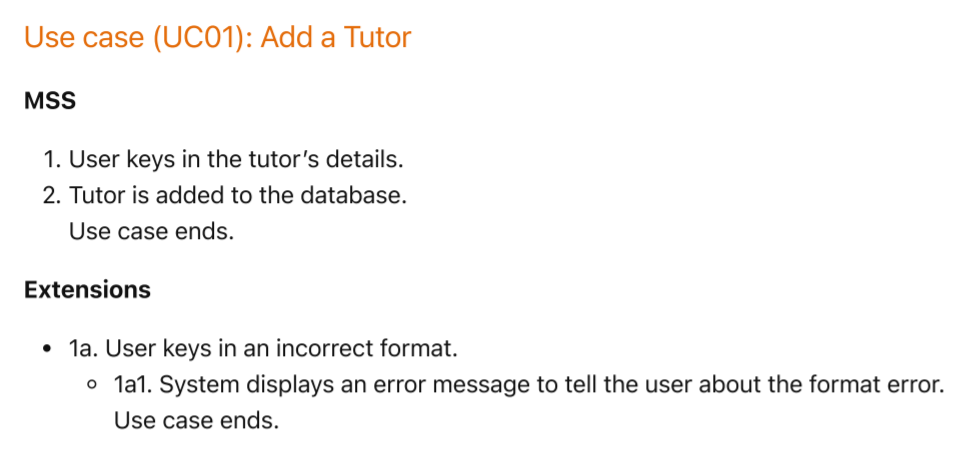 Use case (UC01): Add a Tutor
MSS
1. User keys in the tutor's details.
2. Tutor is added to the database.
Use case ends.
Extensions
• 1a. User keys in an incorrect format.
◦ 1a1. System displays an error message to tell the user about the format error.
Use case ends.